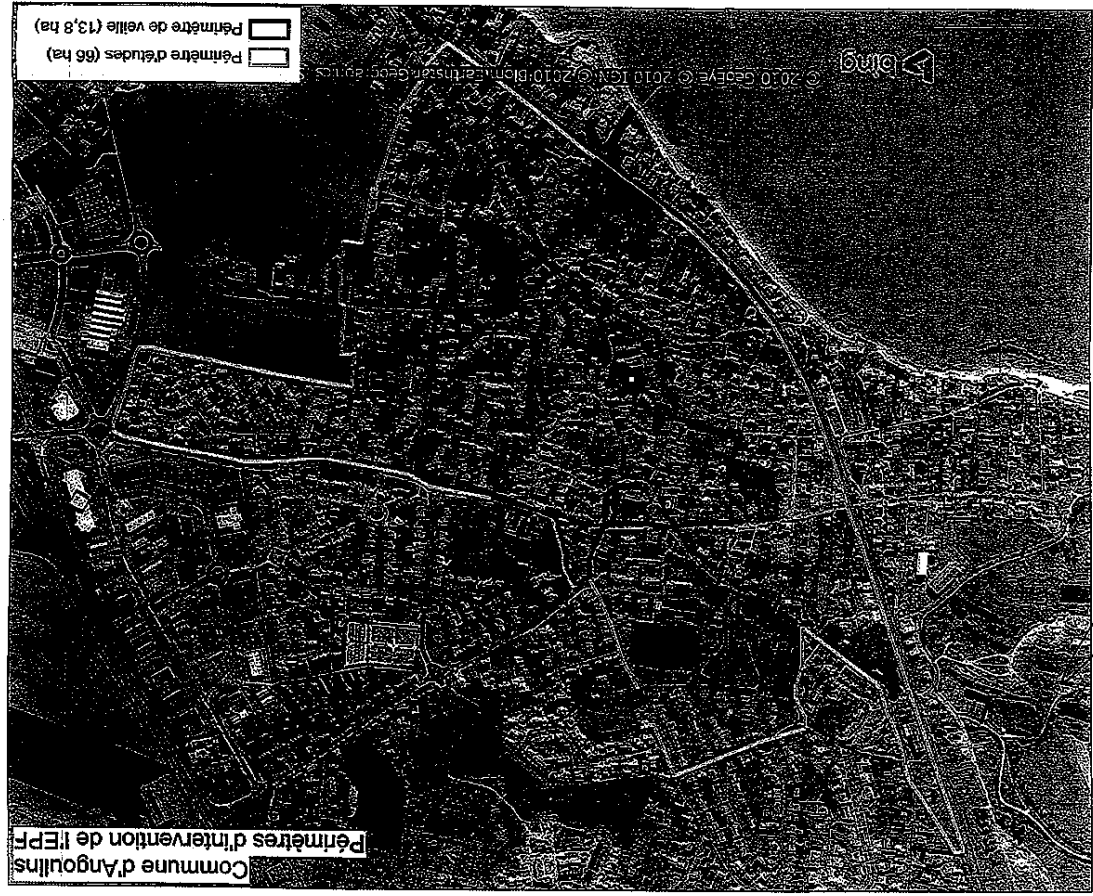 Commune d'Angoulins
Périmètres d'intervention de l'EPF
Périmètre d'études (66 ha)
Périmètre de veille (13,8 ha)
bing
© 2010 GeoEye © 2010 IGN © 2010 Blom Earthstar Geographics